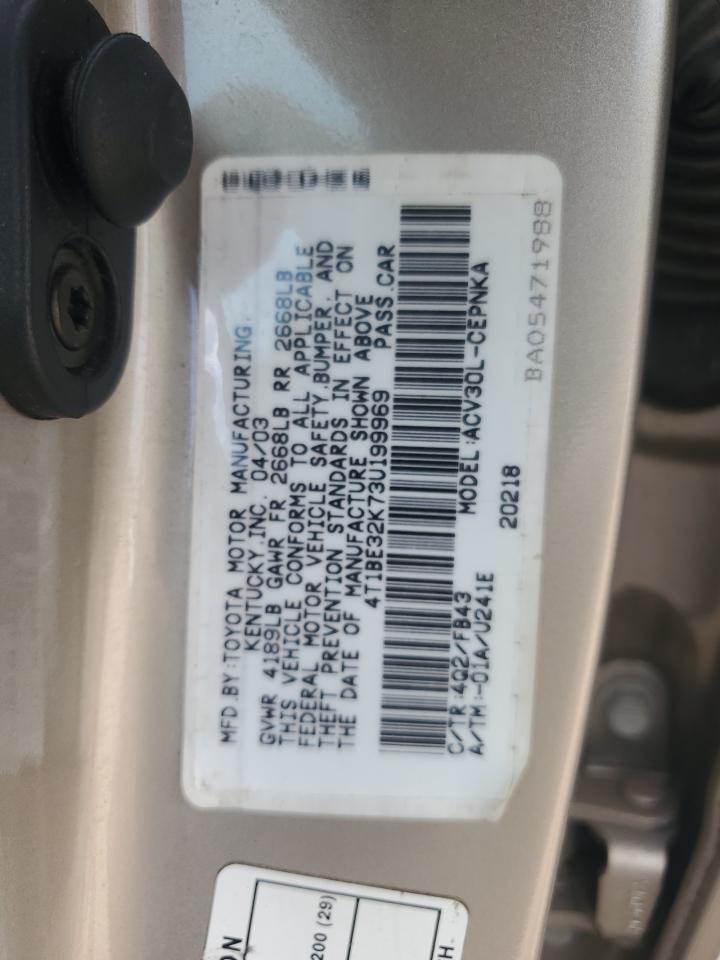 MFD.BY:TOYOTA MOTOR MANUFACTURING.
KENTUCKY,INC. 04/03
GVWR 4189LB GAWR FR 2668LB RR 2668LB
THIS VEHICLE CONFORMS TO ALL APPLICABLE
FEDERAL MOTOR VEHICLE SAFETY,BUMPER, AND
THEFT PREVENTION STANDARDS IN EFFECT ON
THE DATE OF MANUFACTURE SHOWN ABOVE
4T1BE32K73U199969 PASS.CAR
C/TR:4Q2/FB43 MODEL:ACV30L-CEPNKA
A/TM:-01A/U241E 20218
BA05471988
ON
200 (29)
TH.